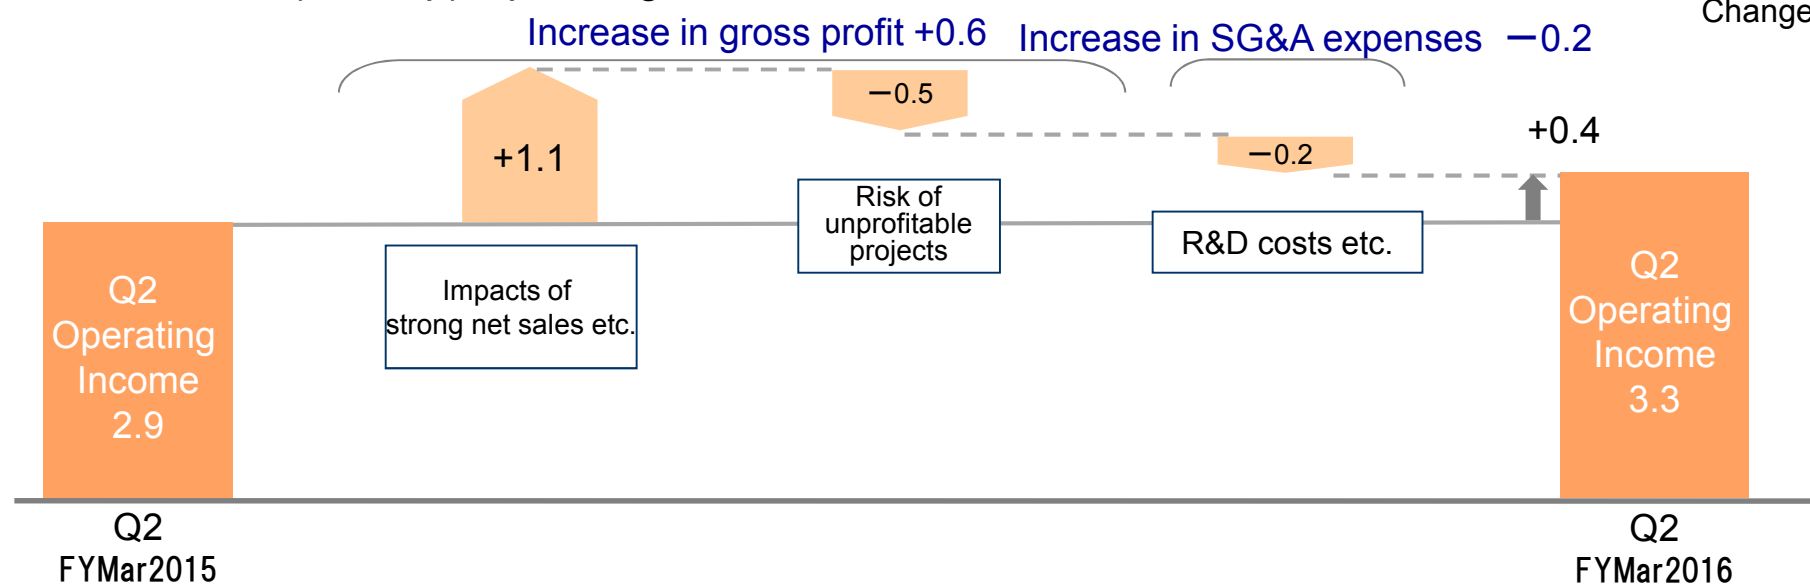 Change
Increase in gross profit +0.6
Increase in SG&A expenses －0.2
－0.5
+1.1
－0.2
+0.4
Risk of
unprofitable
projects
R&D costs etc.
Impacts of
strong net sales etc.
Q2
Operating
Income
2.9
Q2
Operating
Income
3.3
Q2
FYMar2015
Q2
FYMar2016